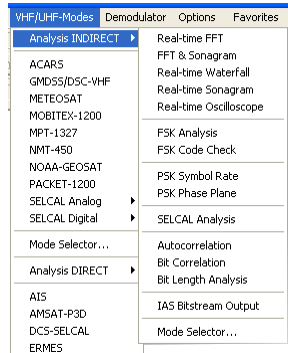 VHF/UHF-Modes Demodulator Options Favorites
Analysis INDIRECT
ACARS
GMDSS/DSC-VHF
METEOSAT
MOBITEX-1200
MPT-1327
NMT-450
NOAA-GEOSAT
PACKET-1200
SELCAL Analog
SELCAL Digital
Mode Selector...
Analysis DIRECT
AIS
AMSAT-P3D
DCS-SELCAL
ERMES
Real-time FFT
FFT & Sonagram
Real-time Waterfall
Real-time Sonagram
Real-time Oscilloscope
FSK Analysis
FSK Code Check
PSK Symbol Rate
PSK Phase Plane
SELCAL Analysis
Autocorrelation
Bit Correlation
Bit Length Analysis
IAS Bitstream Output
Mode Selector...